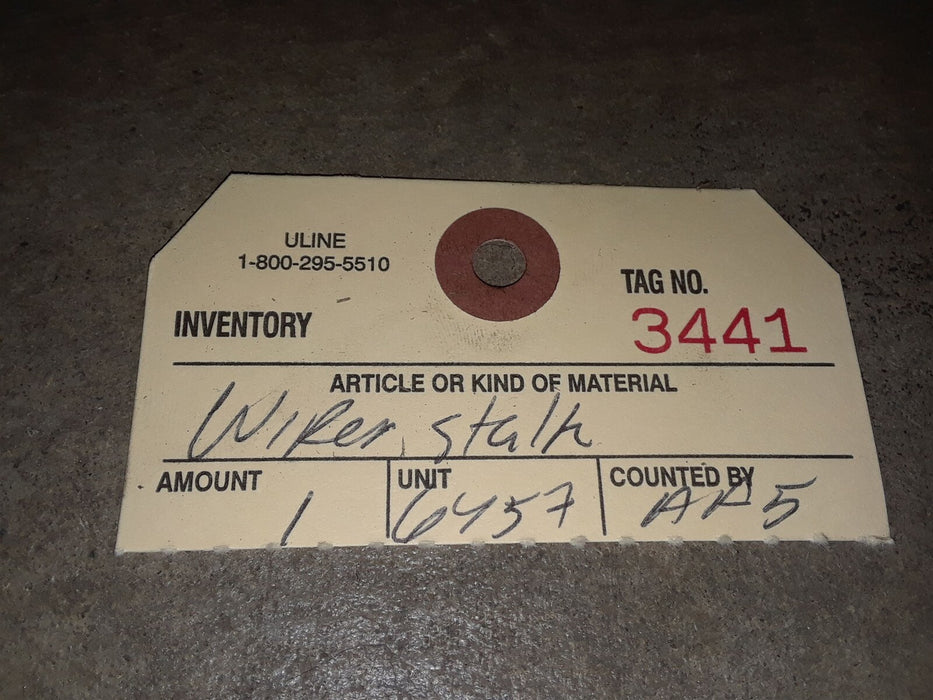 ULINE
1-800-295-5510
TAG NO.
INVENTORY
3441
ARTICLE OR KIND OF MATERIAL
Wiper stalk
AMOUNT UNIT COUNTED BY
1 6457